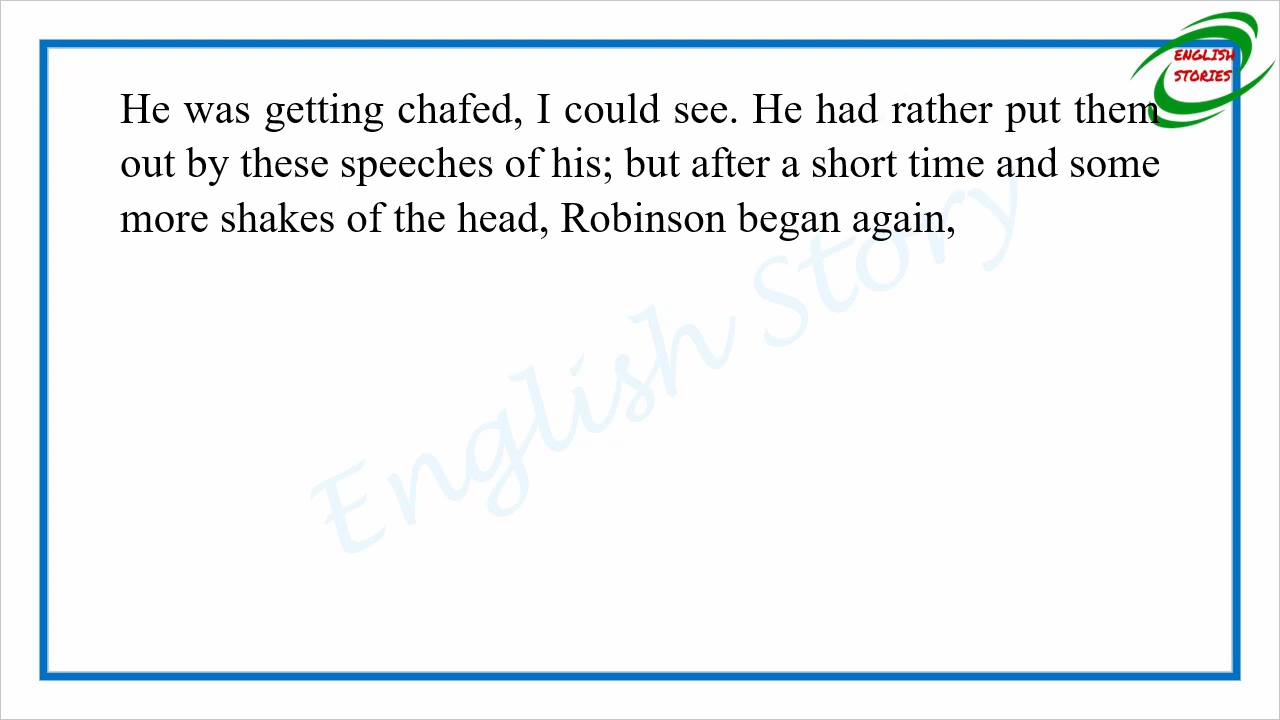 ENGLISH
STORIES
He was getting chafed, I could see. He had rather put them
out by these speeches of his; but after a short time and some
more shakes of the head, Robinson began again,
English Story